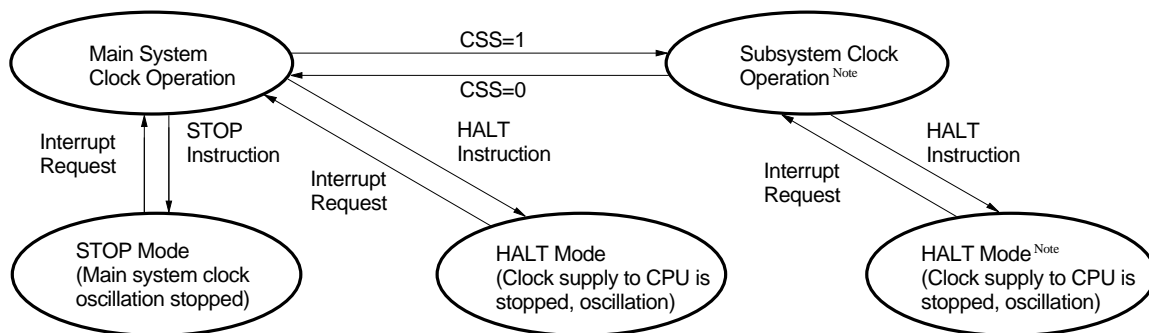 Main System
Clock Operation
CSS=1
CSS=0
Subsystem Clock
Operation Note
Interrupt
Request
STOP
Instruction
HALT
Instruction
Interrupt
Request
HALT
Instruction
Interrupt
Request
STOP Mode
(Main system clock
oscillation stopped)
HALT Mode
(Clock supply to CPU is
stopped, oscillation)
HALT Mode Note
(Clock supply to CPU is
stopped, oscillation)